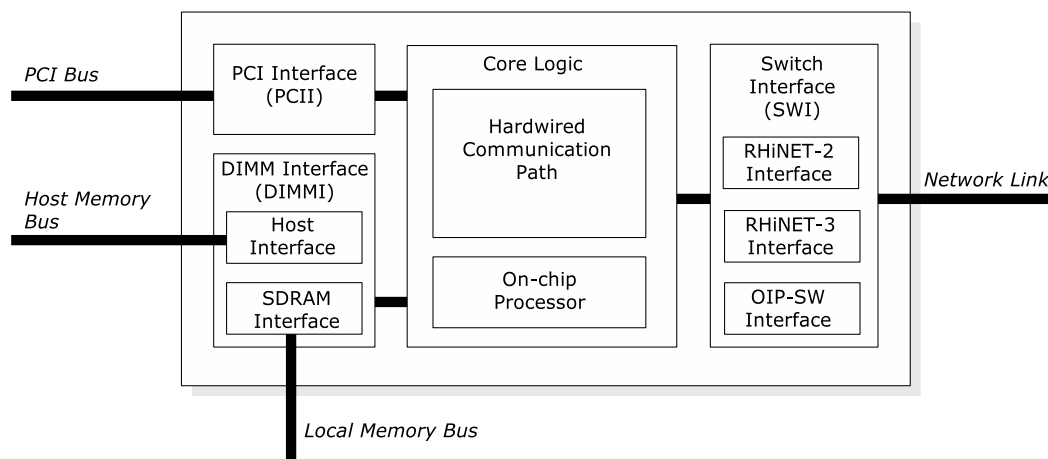 PCI Bus
PCI Interface
(PCII)
DIMM Interface
(DIMMI)
Host Memory
Bus
Host
Interface
SDRAM
Interface
Local Memory Bus
Core Logic
Hardwired
Communication
Path
On-chip
Processor
Switch
Interface
(SWI)
RHiNET-2
Interface
RHiNET-3
Interface
OIP-SW
Interface
Network Link